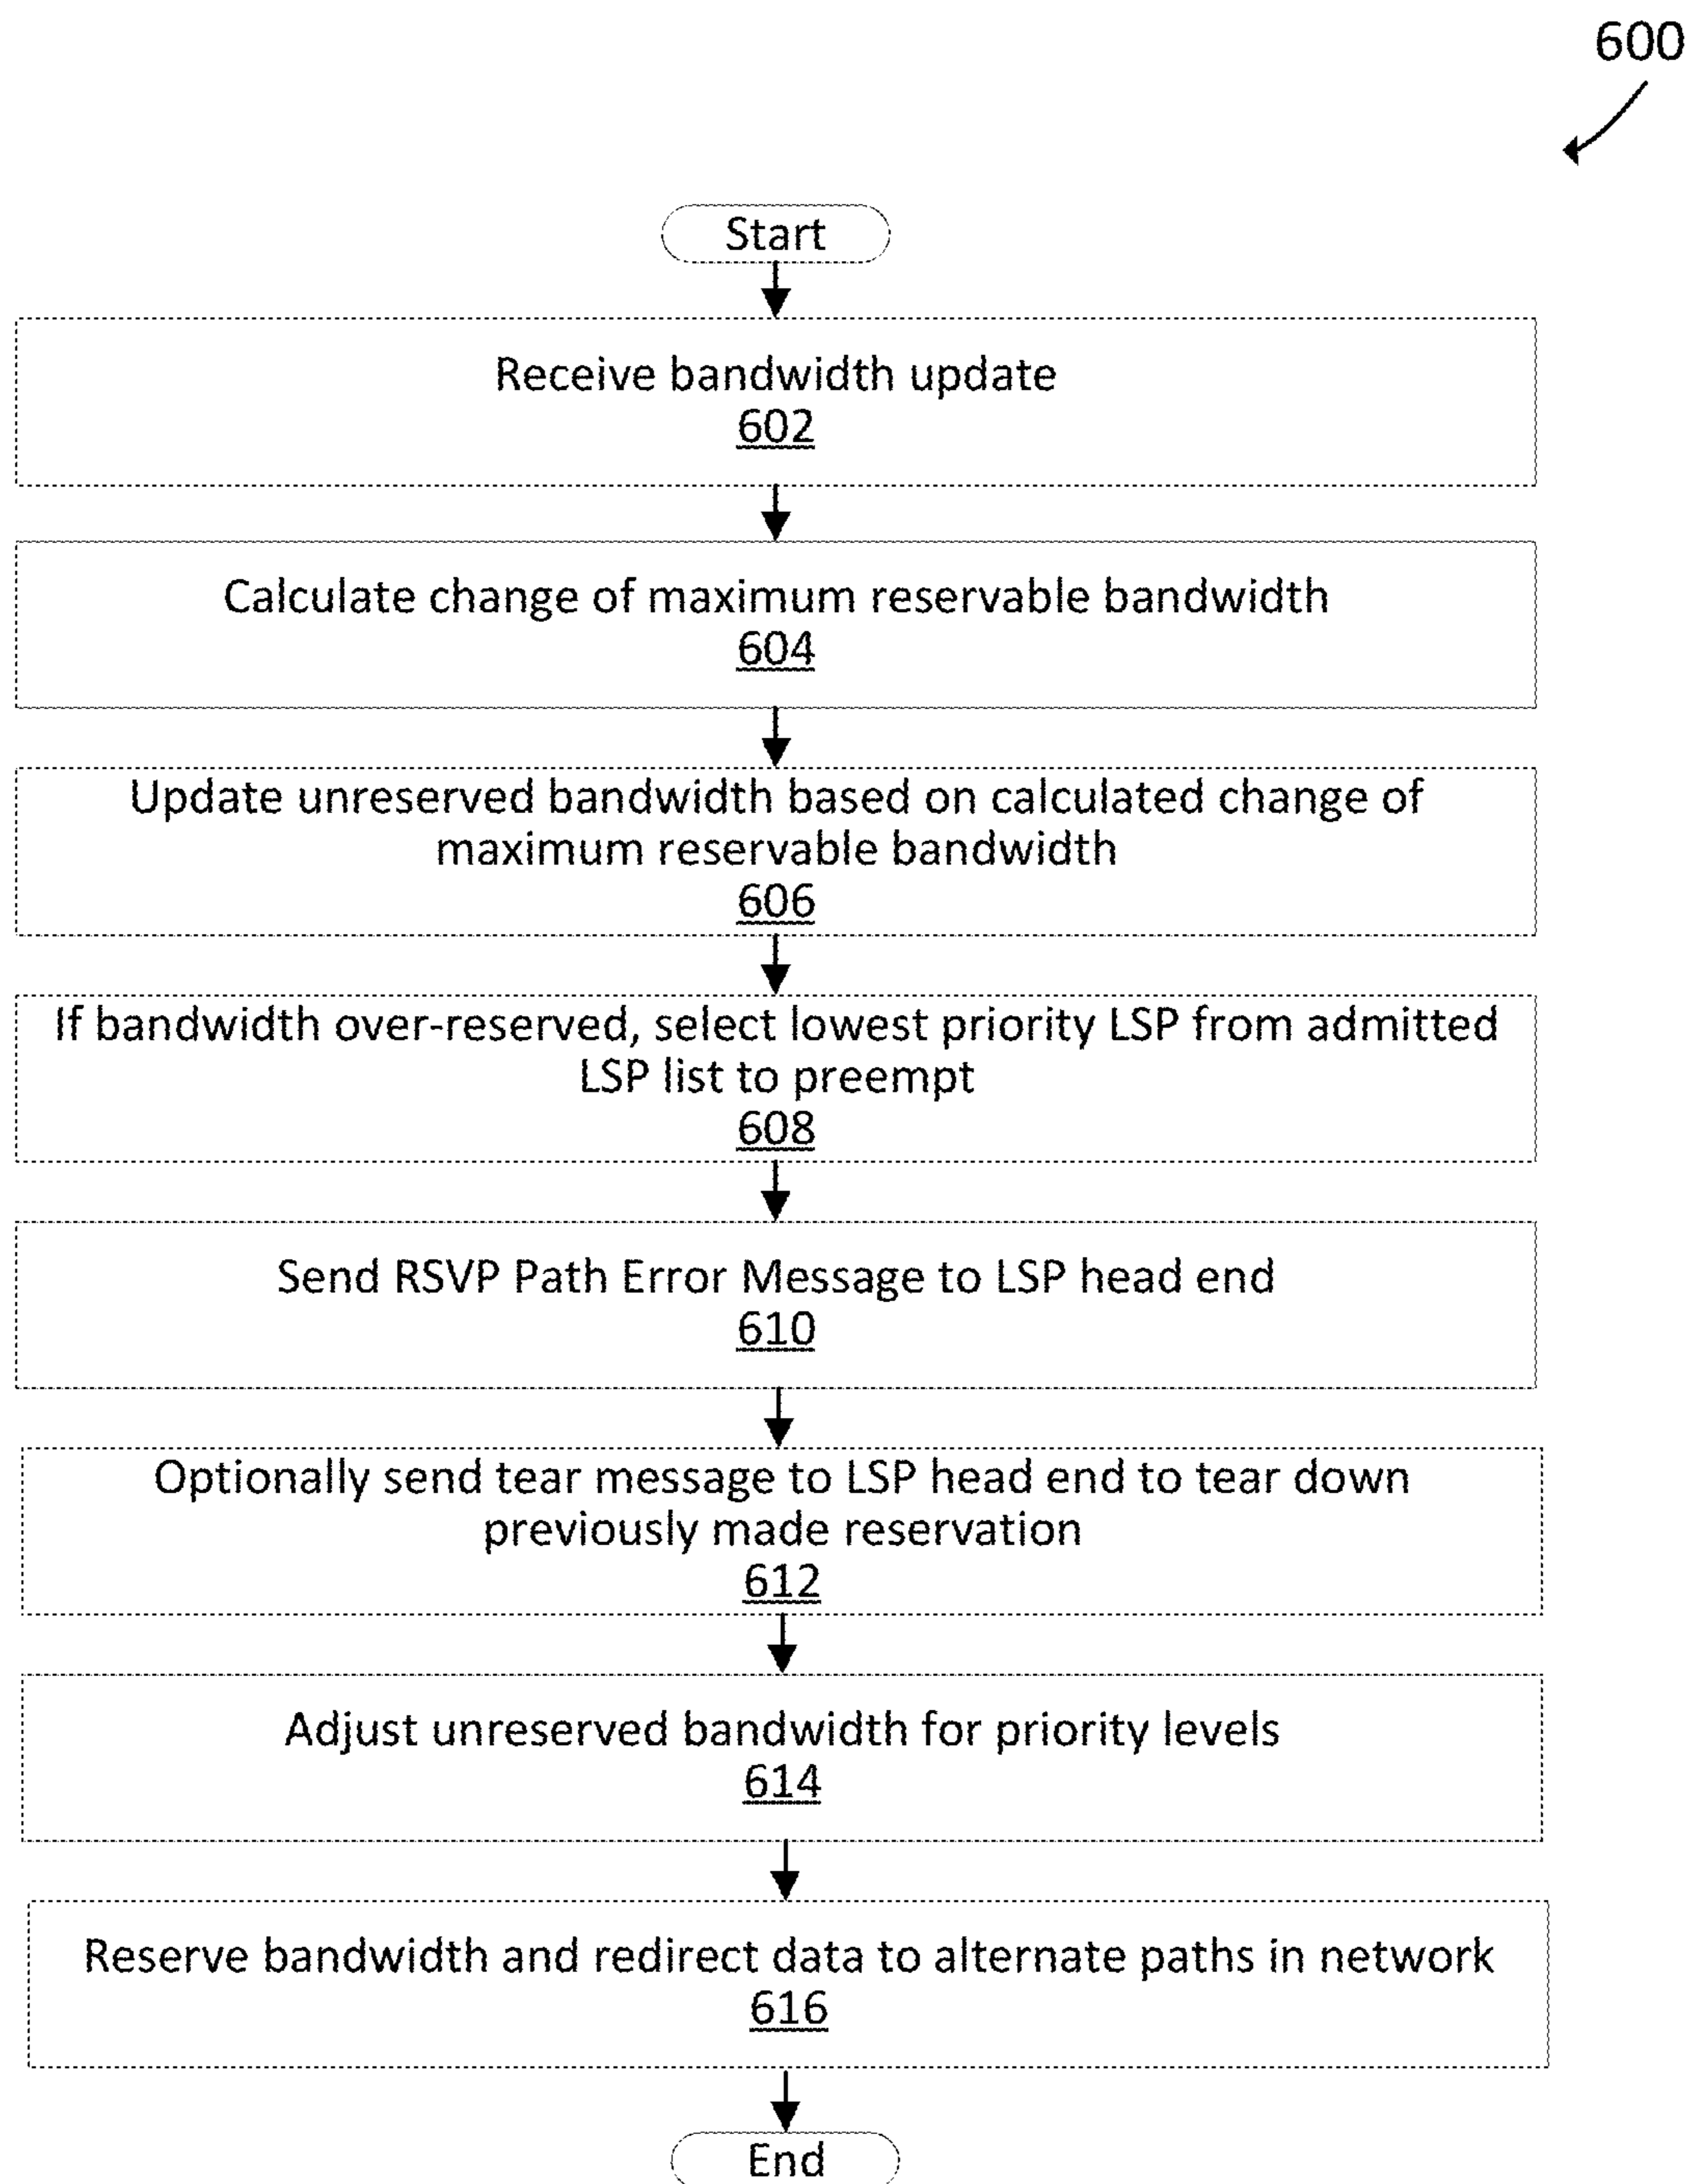 600
Start
Receive bandwidth update
602
Calculate change of maximum reservable bandwidth
604
Update unreserved bandwidth based on calculated change of
maximum reservable bandwidth
606
If bandwidth over-reserved, select lowest priority LSP from admitted
LSP list to preempt
608
Send RSVP Path Error Message to LSP head end
610
Optionally send tear message to LSP head end to tear down
previously made reservation
612
Adjust unreserved bandwidth for priority levels
614
Reserve bandwidth and redirect data to alternate paths in network
616
End